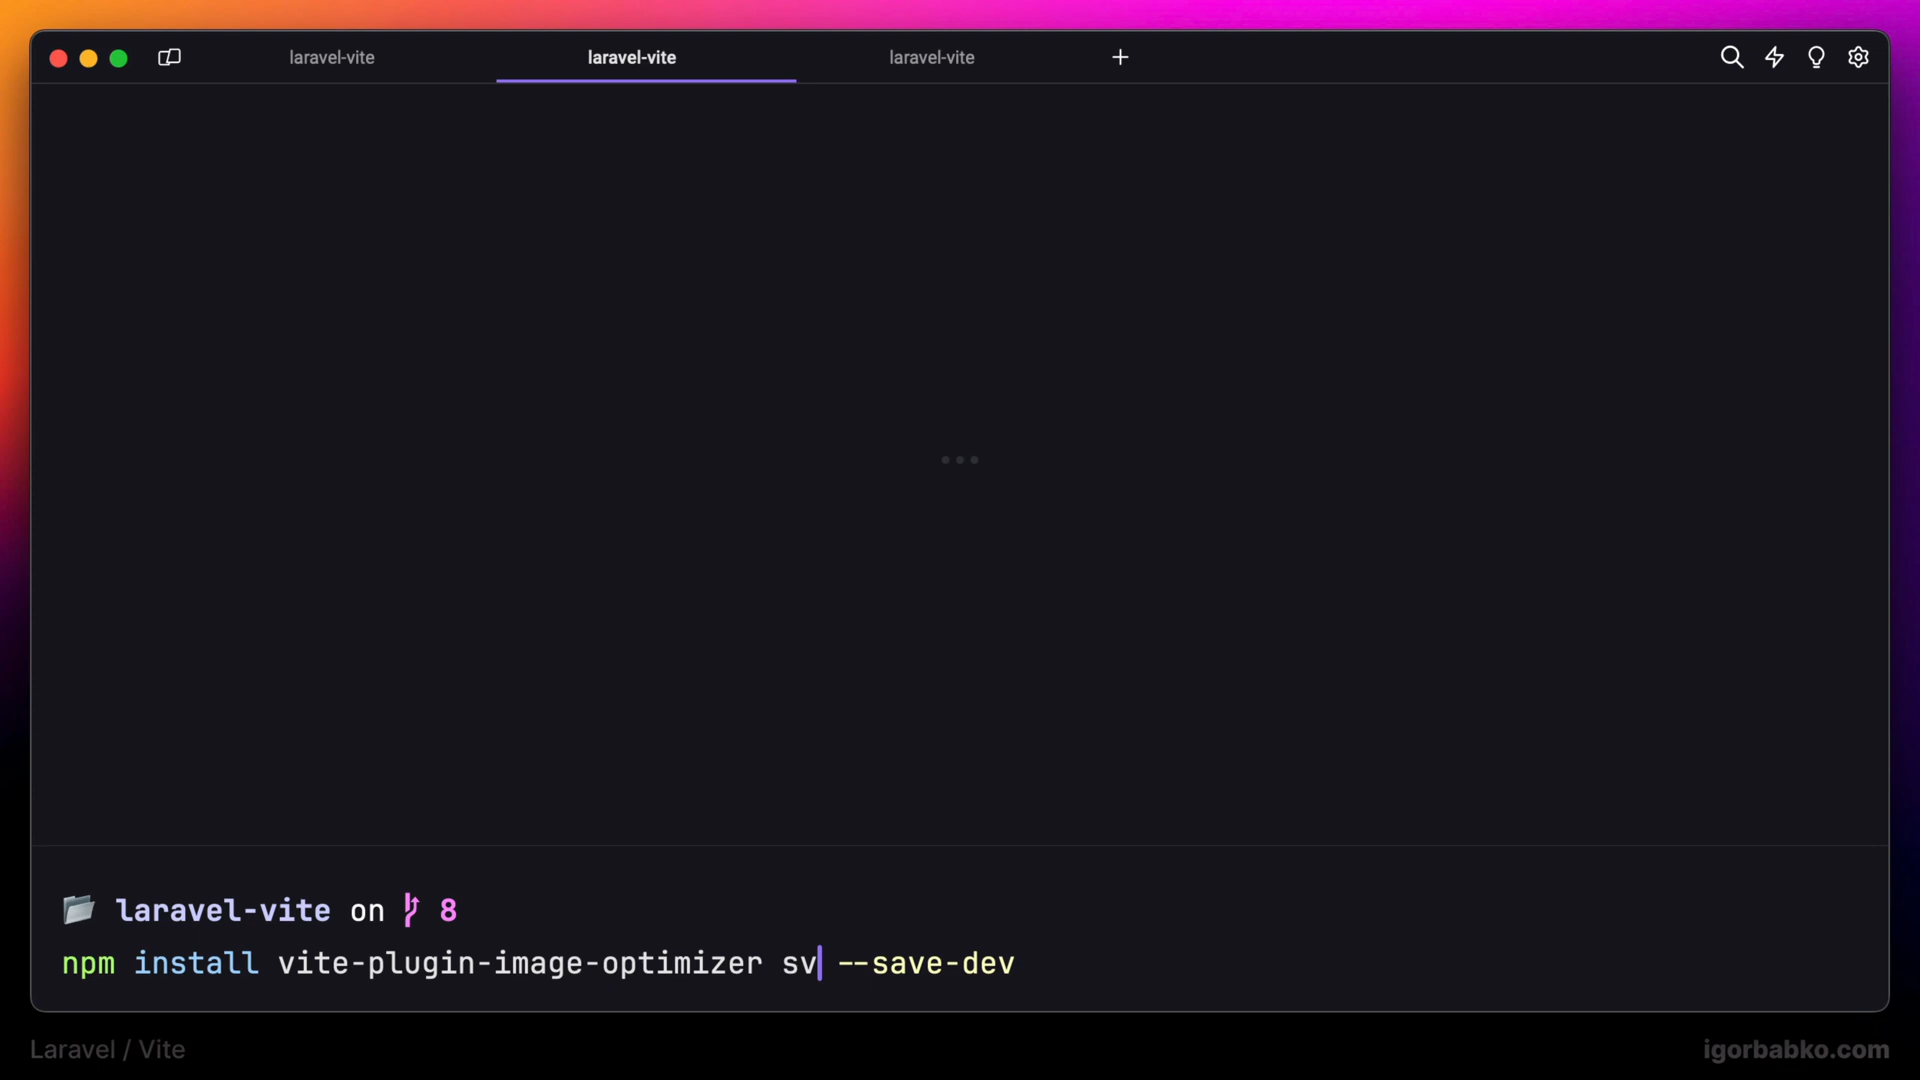 laravel-vite laravel-vite laravel-vite
laravel-vite on 8
npm install vite-plugin-image-optimizer sv --save-dev
Laravel / Vite igorbabko.com